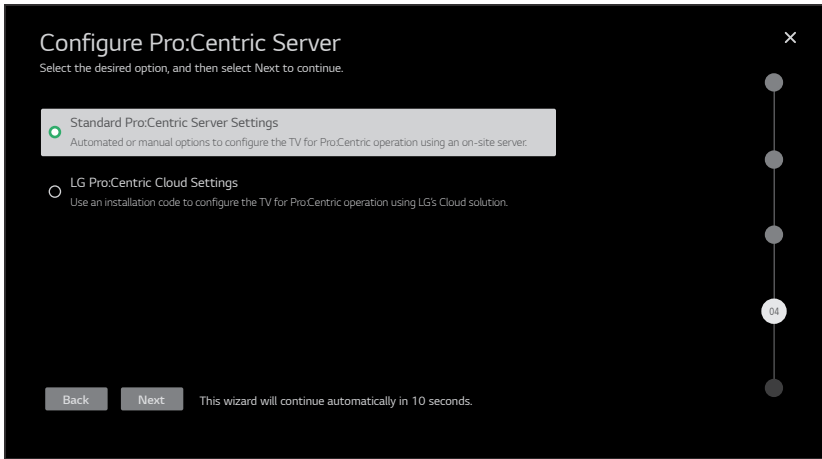 Configure Pro:Centric Server
Select the desired option, and then select Next to continue.
Standard Pro:Centric Server Settings
Automated or manual options to configure the TV for Pro:Centric operation using an on-site server.
LG Pro:Centric Cloud Settings
Use an installation code to configure the TV for Pro:Centric operation using LG's Cloud solution.
04
Back
Next
This wizard will continue automatically in 10 seconds.